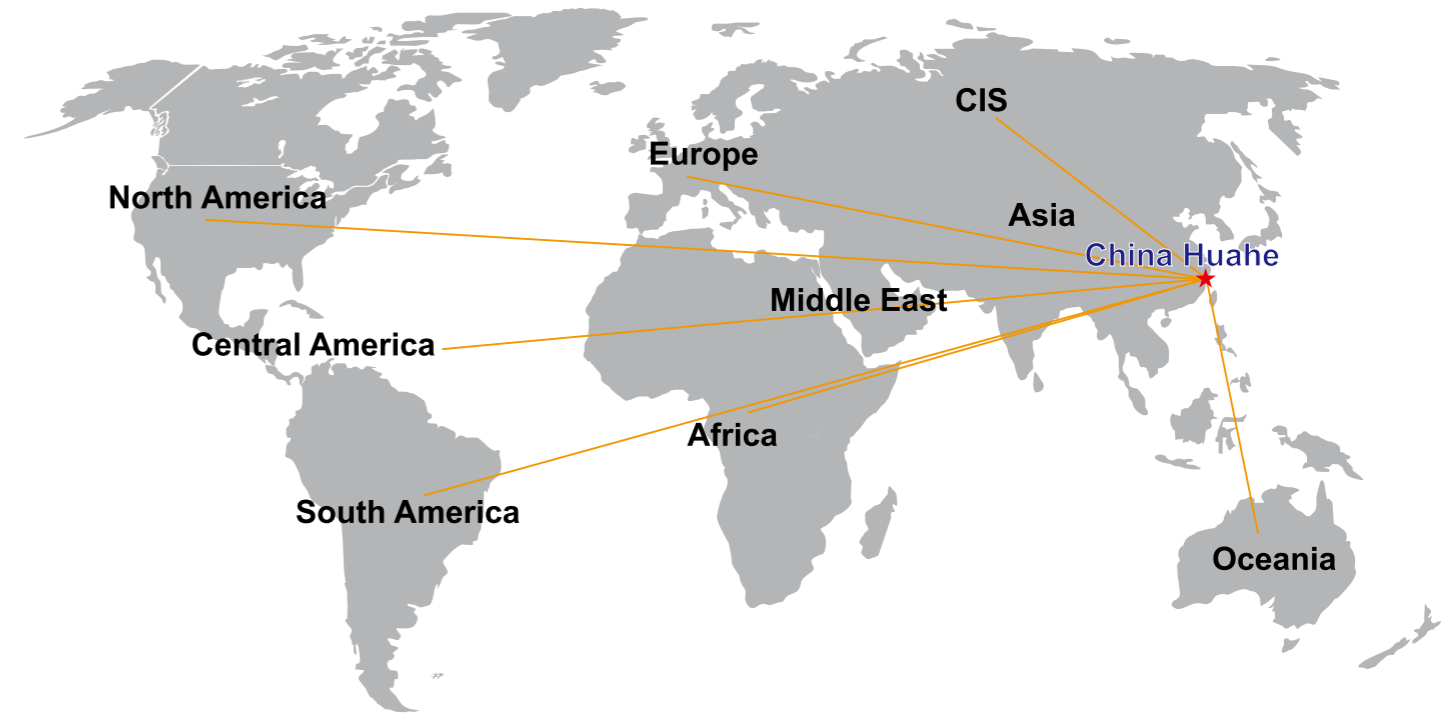 CIS
Europe
North America
Asia
China Huahe
Middle East
Central America
Africa
South America
Oceania